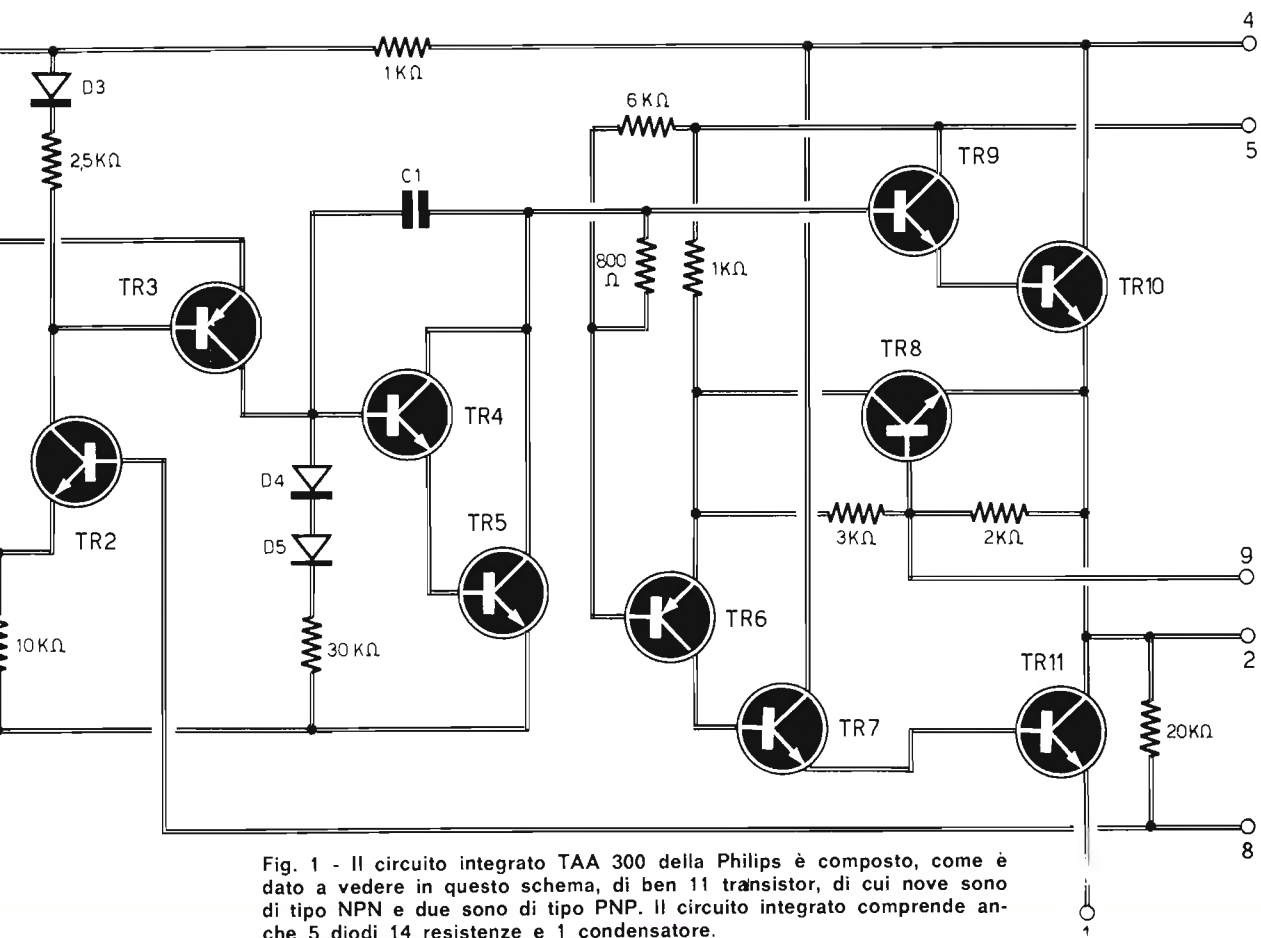 4
D3
1KΩ
6KΩ
5
2,5KΩ
TR9
C1
800
Ω
1KΩ
TR3
TR10
TR8
TR4
D4
D5
TR5
3KΩ
2KΩ
TR2
9
10KΩ
30KΩ
TR6
2
TR11
TR7
20KΩ
8
Fig. 1 - Il circuito integrato TAA 300 della Philips è composto, come è
dato a vedere in questo schema, di ben 11 transistor, di cui nove sono
di tipo NPN e due sono di tipo PNP. Il circuito integrato comprende an-
che 5 diodi 14 resistenze e 1 condensatore.
1